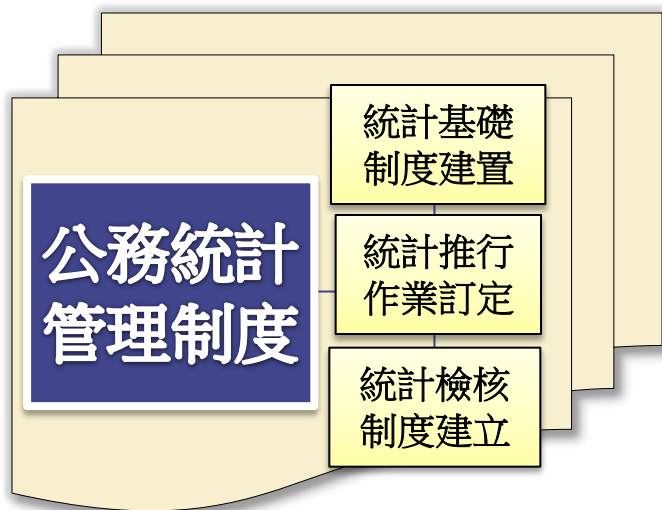 公務統計
管理制度
統計基礎
制度建置
統計推行
作業訂定
統計檢核
制度建立